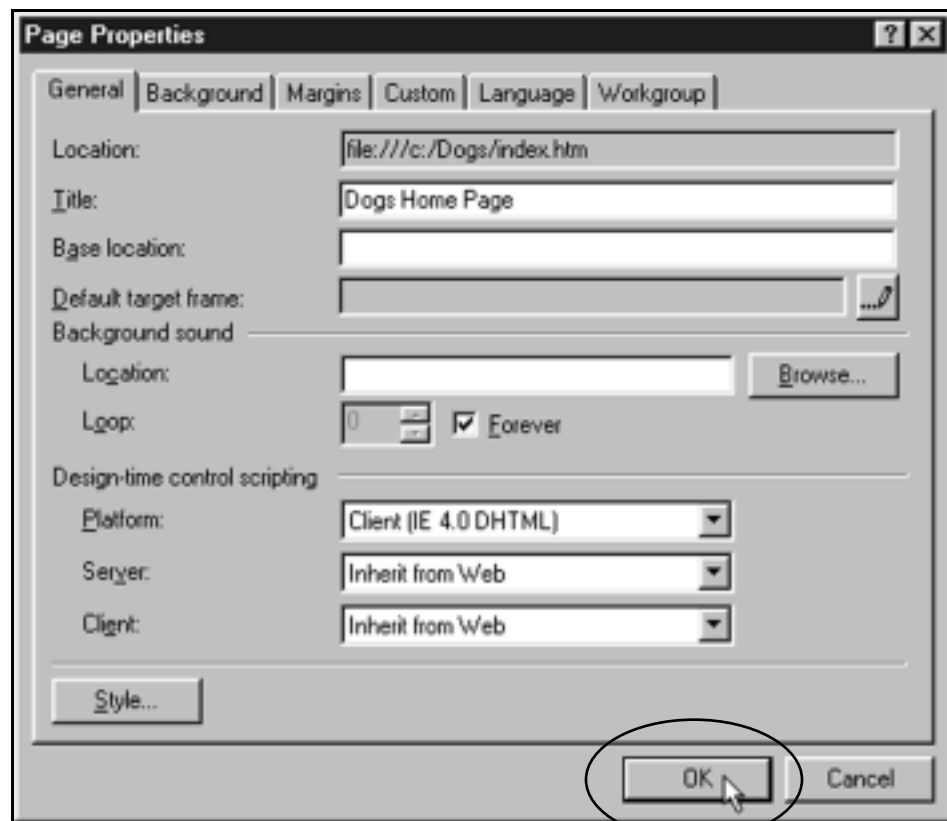 Page Properties
General Background Margins Custom Language Workgroup
Location: file:///c:/Dogs/index.htm
Title: Dogs Home Page
Base location:
Default target frame: ...
Background sound
Location: Browse...
Loop: 0 Forever
Design-time control scripting
Platform: Client (IE 4.0 DHTML)
Server: Inherit from Web
Client: Inherit from Web
Style...
OK Cancel